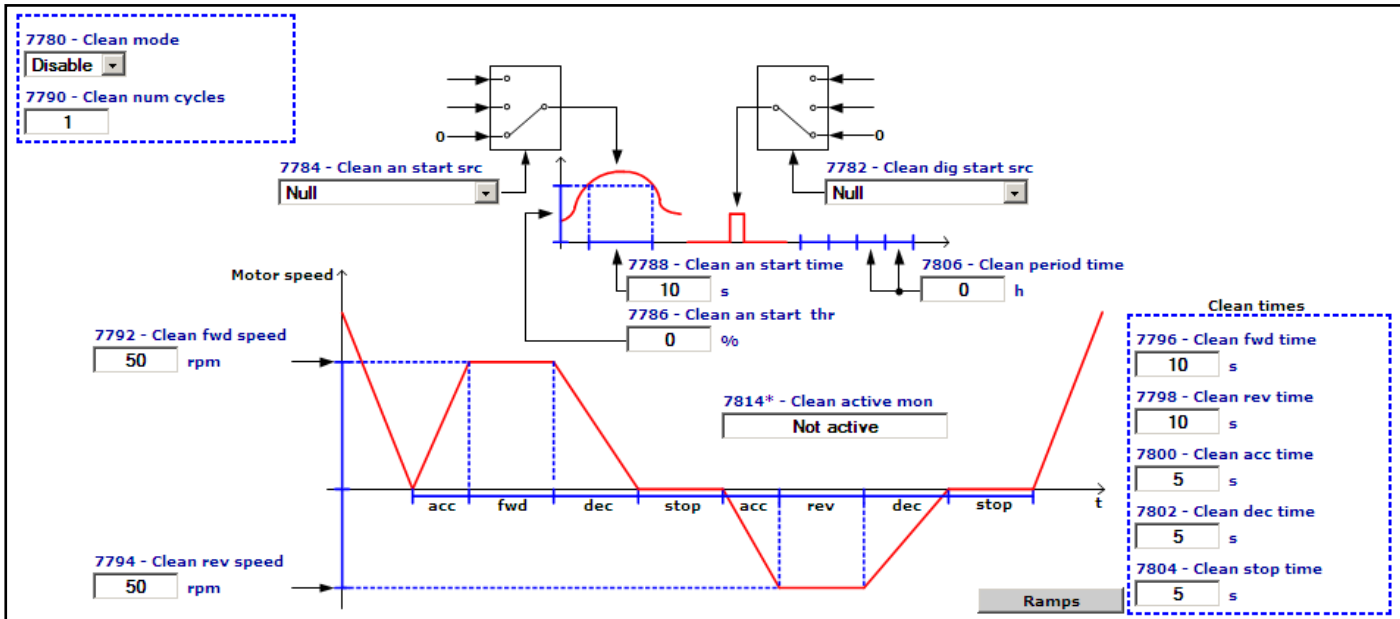 7780 - Clean mode
Disable
7790 - Clean num cycles
1
0
0
7784 - Clean an start src
Null
7782 - Clean dig start src
Null
7788 - Clean an start time
10 s
7806 - Clean period time
0 h
7786 - Clean an start thr
0 %
Motor speed
7792 - Clean fwd speed
50 rpm
7814* - Clean active mon
Not active
acc fwd dec stop acc rev dec stop t
7794 - Clean rev speed
50 rpm
Ramps
Clean times
7796 - Clean fwd time
10 s
7798 - Clean rev time
10 s
7800 - Clean acc time
5 s
7802 - Clean dec time
5 s
7804 - Clean stop time
5 s